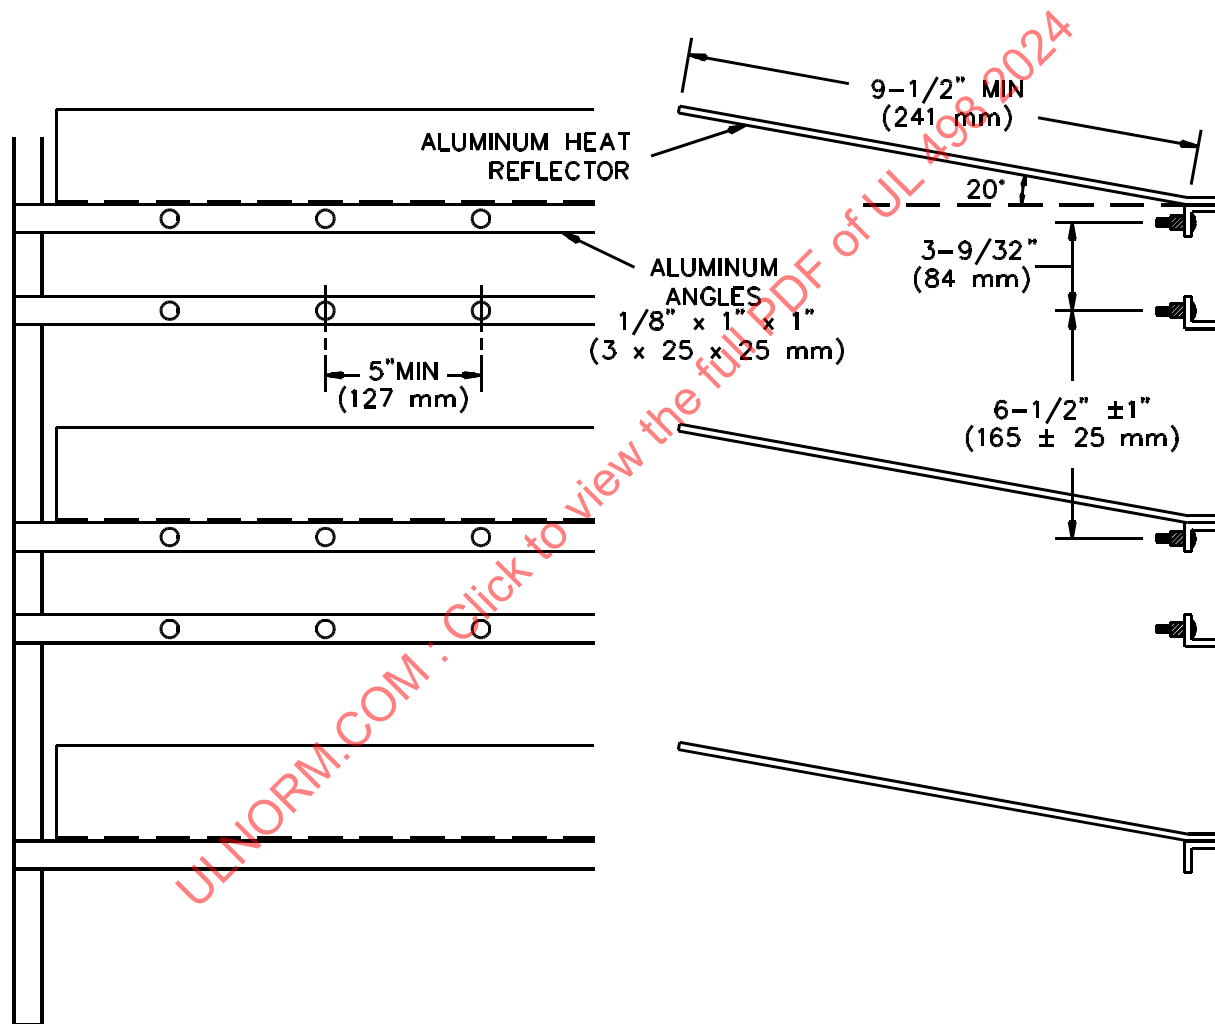 9-1/2" MIN
(241 mm)
ALUMINUM HEAT
REFLECTOR
20°
3-9/32"
(84 mm)
ALUMINUM
ANGLES
1/8" x 1" x 1"
(3 x 25 x 25 mm)
5"MIN
(127 mm)
6-1/2" ±1"
(165 ± 25 mm)
ULNORM.COM : Click to view the full PDF of UL 498 2024